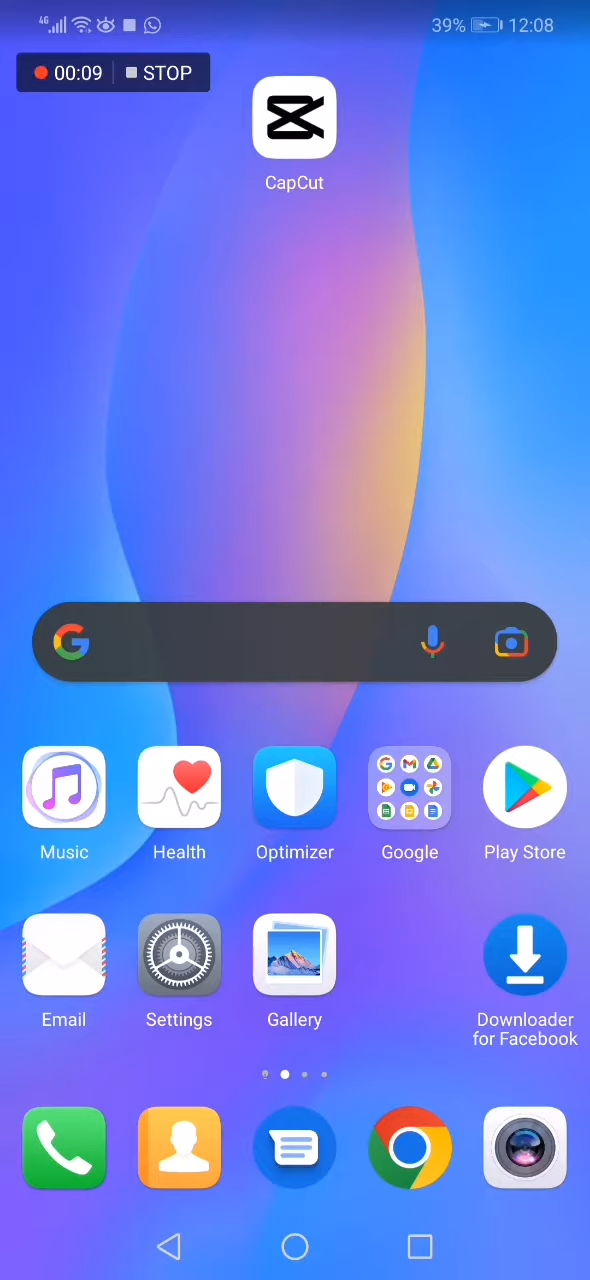 4G 39% 12:08
00:09 STOP
CapCut
Music Health Optimizer Google Play Store
Email Settings Gallery Downloader
for Facebook